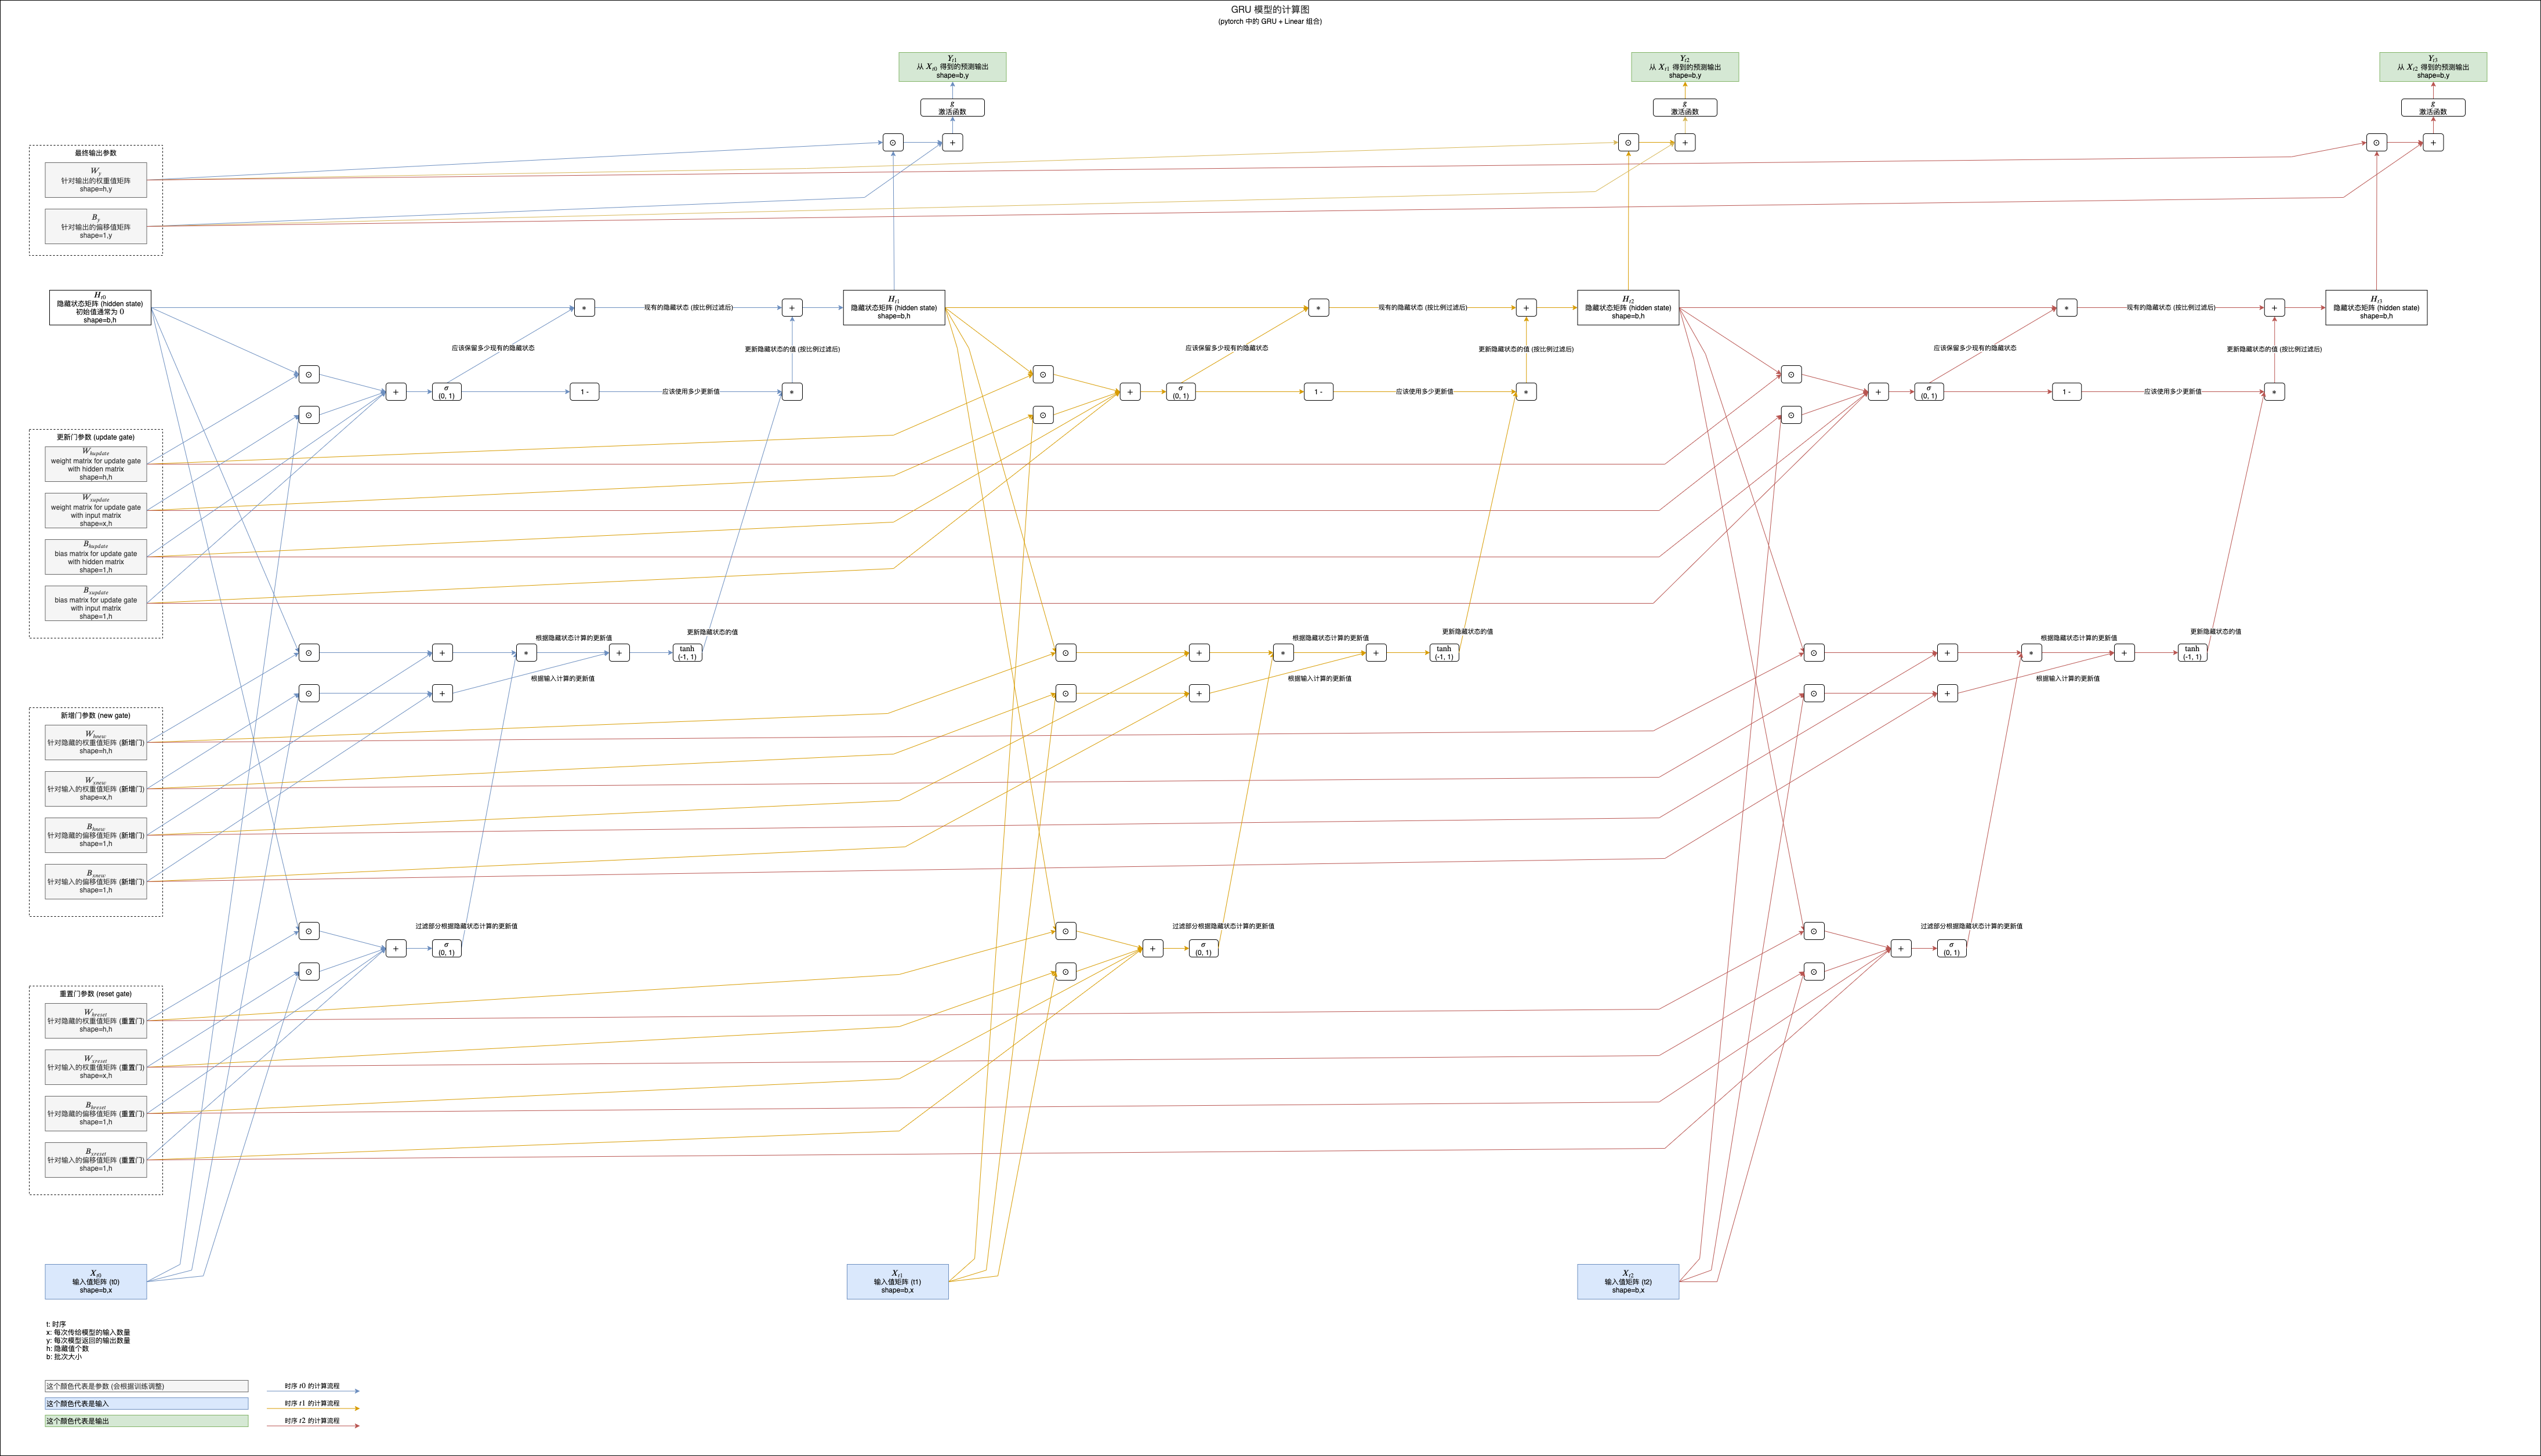 GRU 模型的计算图
(pytorch 中的 GRU + Linear 组合)
Y_{t1}
从 X_{t0} 得到的预测输出
shape=b,y
Y_{t2}
从 X_{t1} 得到的预测输出
shape=b,y
Y_{t3}
从 X_{t2} 得到的预测输出
shape=b,y
g
激活函数
g
激活函数
g
激活函数
⊙
+
⊙
+
⊙
+
最终输出参数
W_y
针对输出的权重值矩阵
shape=h,y
B_y
针对输出的偏移值矩阵
shape=1,y
H_{t0}
隐藏状态矩阵 (hidden state)
初始值通常为 0
shape=b,h
*
现有的隐藏状态 (按比例过滤后)
+
H_{t1}
隐藏状态矩阵 (hidden state)
shape=b,h
*
现有的隐藏状态 (按比例过滤后)
+
H_{t2}
隐藏状态矩阵 (hidden state)
shape=b,h
*
现有的隐藏状态 (按比例过滤后)
+
H_{t3}
隐藏状态矩阵 (hidden state)
shape=b,h
应该保留多少现有的隐藏状态
更新隐藏状态的值 (按比例过滤后)
应该保留多少现有的隐藏状态
更新隐藏状态的值 (按比例过滤后)
应该保留多少现有的隐藏状态
更新隐藏状态的值 (按比例过滤后)
⊙
⊙
⊙
+
σ
(0, 1)
1 -
应该使用多少更新值
*
+
σ
(0, 1)
1 -
应该使用多少更新值
*
+
σ
(0, 1)
1 -
应该使用多少更新值
*
⊙
⊙
⊙
更新门参数 (update gate)
W_{hupdate}
weight matrix for update gate
with hidden matrix
shape=h,h
W_{xupdate}
weight matrix for update gate
with input matrix
shape=x,h
B_{hupdate}
bias matrix for update gate
with hidden matrix
shape=1,h
B_{xupdate}
bias matrix for update gate
with input matrix
shape=1,h
根据隐藏状态计算的更新值
更新隐藏状态的值
根据隐藏状态计算的更新值
更新隐藏状态的值
根据隐藏状态计算的更新值
更新隐藏状态的值
⊙
+
*
+
tanh
(-1, 1)
⊙
+
*
+
tanh
(-1, 1)
⊙
+
*
+
tanh
(-1, 1)
根据输入计算的更新值
根据输入计算的更新值
根据输入计算的更新值
⊙
+
⊙
+
⊙
+
新增门参数 (new gate)
W_{hnew}
针对隐藏的权重值矩阵 (新增门)
shape=h,h
W_{xnew}
针对输入的权重值矩阵 (新增门)
shape=x,h
B_{hnew}
针对隐藏的偏移值矩阵 (新增门)
shape=1,h
B_{xnew}
针对输入的偏移值矩阵 (新增门)
shape=1,h
过滤部分根据隐藏状态计算的更新值
过滤部分根据隐藏状态计算的更新值
过滤部分根据隐藏状态计算的更新值
⊙
⊙
⊙
+
σ
(0, 1)
+
σ
(0, 1)
+
σ
(0, 1)
⊙
⊙
⊙
重置门参数 (reset gate)
W_{hreset}
针对隐藏的权重值矩阵 (重置门)
shape=h,h
W_{xreset}
针对输入的权重值矩阵 (重置门)
shape=x,h
B_{hreset}
针对隐藏的偏移值矩阵 (重置门)
shape=1,h
B_{xreset}
针对输入的偏移值矩阵 (重置门)
shape=1,h
X_{t0}
输入值矩阵 (t0)
shape=b,x
X_{t1}
输入值矩阵 (t1)
shape=b,x
X_{t2}
输入值矩阵 (t2)
shape=b,x
t: 时序
x: 每次传给模型的输入数量
y: 每次模型返回的输出数量
h: 隐藏值个数
b: 批次大小
这个颜色代表是参数 (会根据训练调整)
时序 t0 的计算流程
这个颜色代表是输入
时序 t1 的计算流程
这个颜色代表是输出
时序 t2 的计算流程